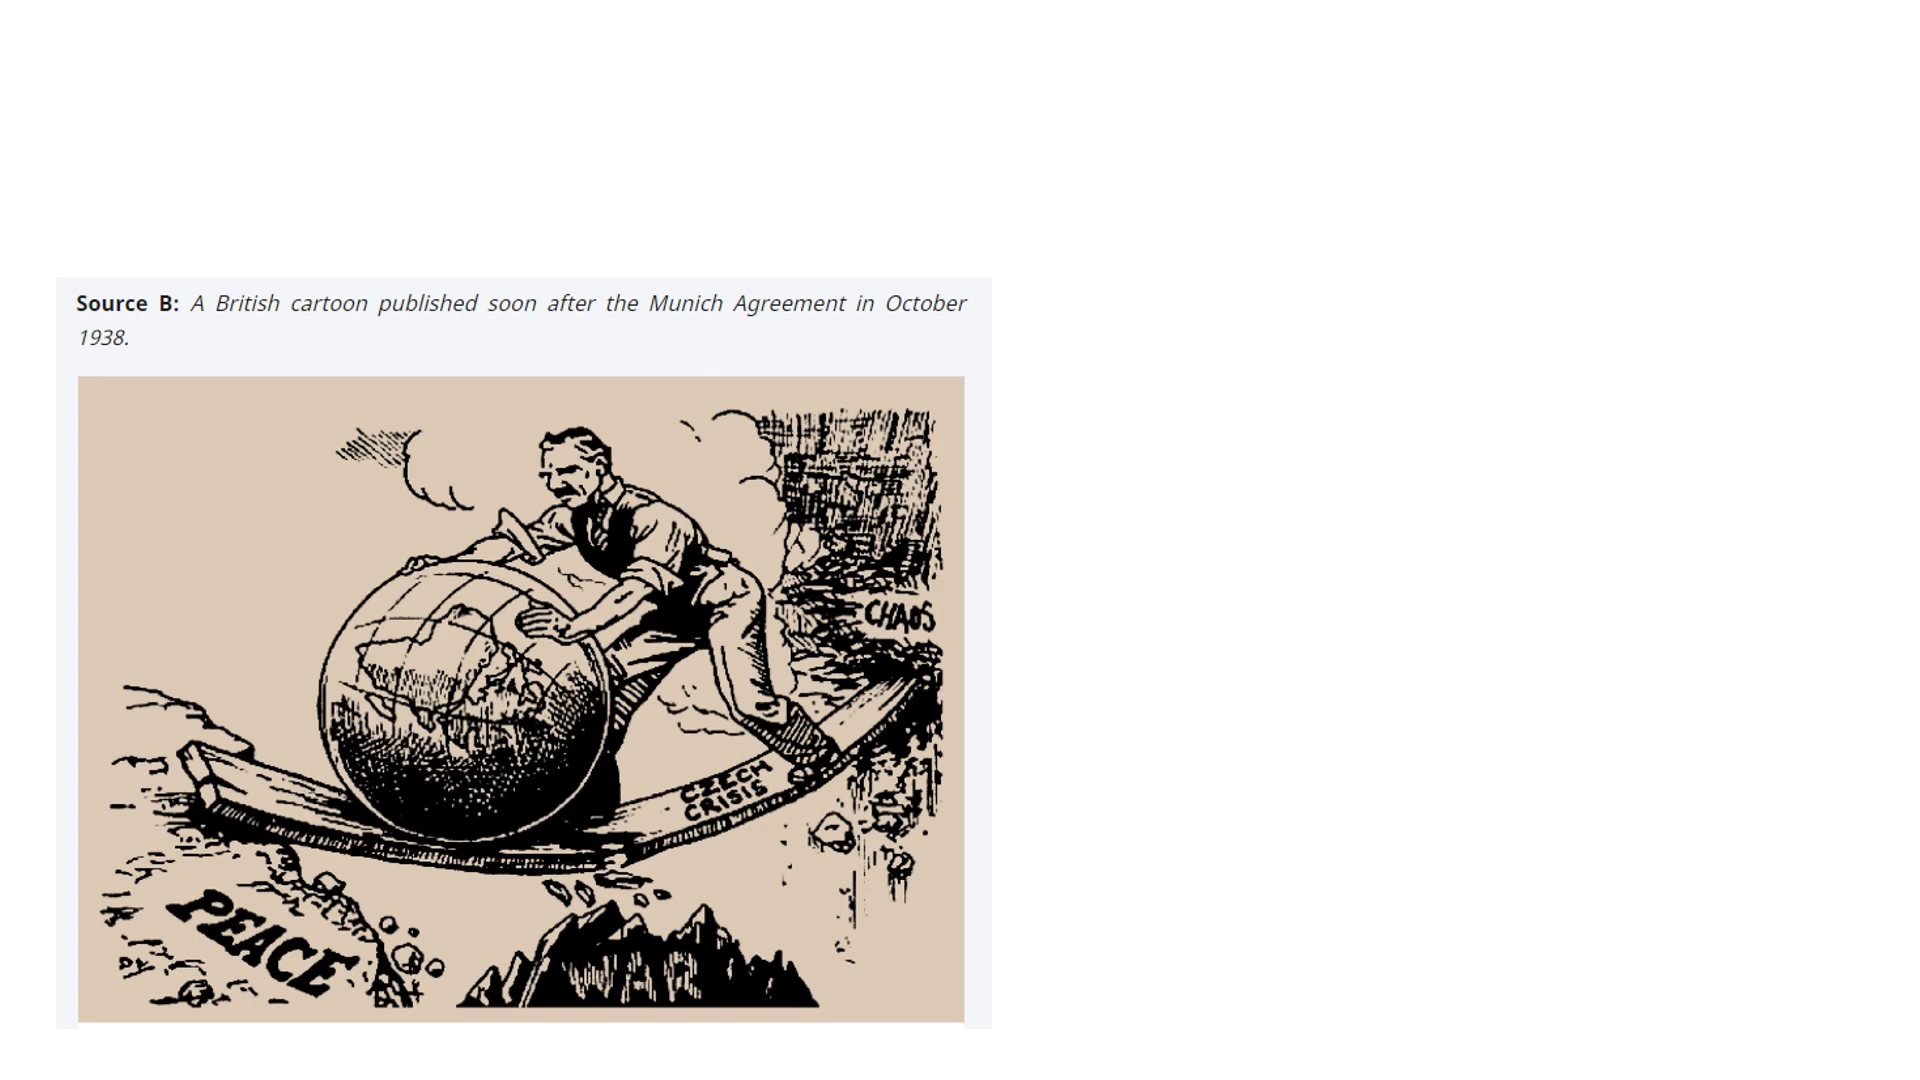 Source B: A British cartoon published soon after the Munich Agreement in October
1938.
CHAOS
CZECH
CRISIS
PEACE
WAR